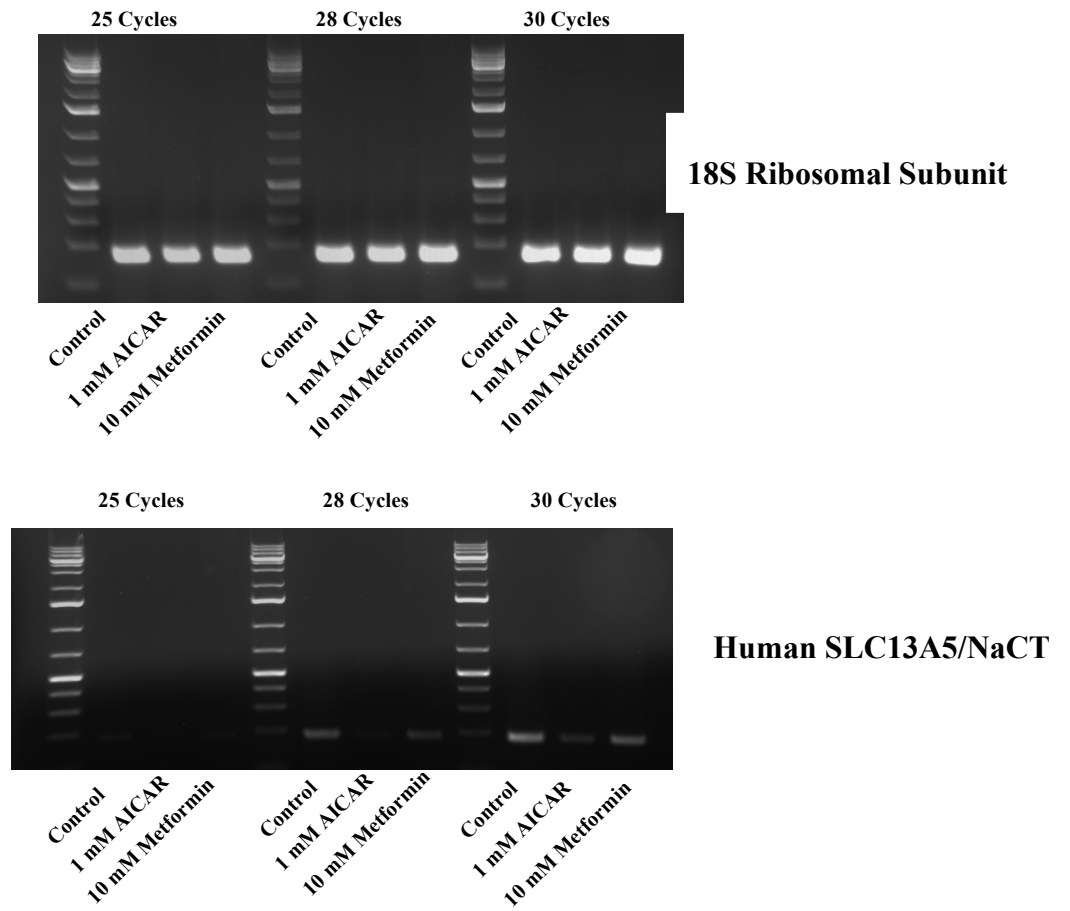 25 Cycles 28 Cycles 30 Cycles
18S Ribosomal Subunit
Control 1 mM AICAR 10 mM Metformin Control 1 mM AICAR 10 mM Metformin Control 1 mM AICAR 10 mM Metformin
25 Cycles 28 Cycles 30 Cycles
Human SLC13A5/NaCT
Control 1 mM AICAR 10 mM Metformin Control 1 mM AICAR 10 mM Metformin Control 1 mM AICAR 10 mM Metformin